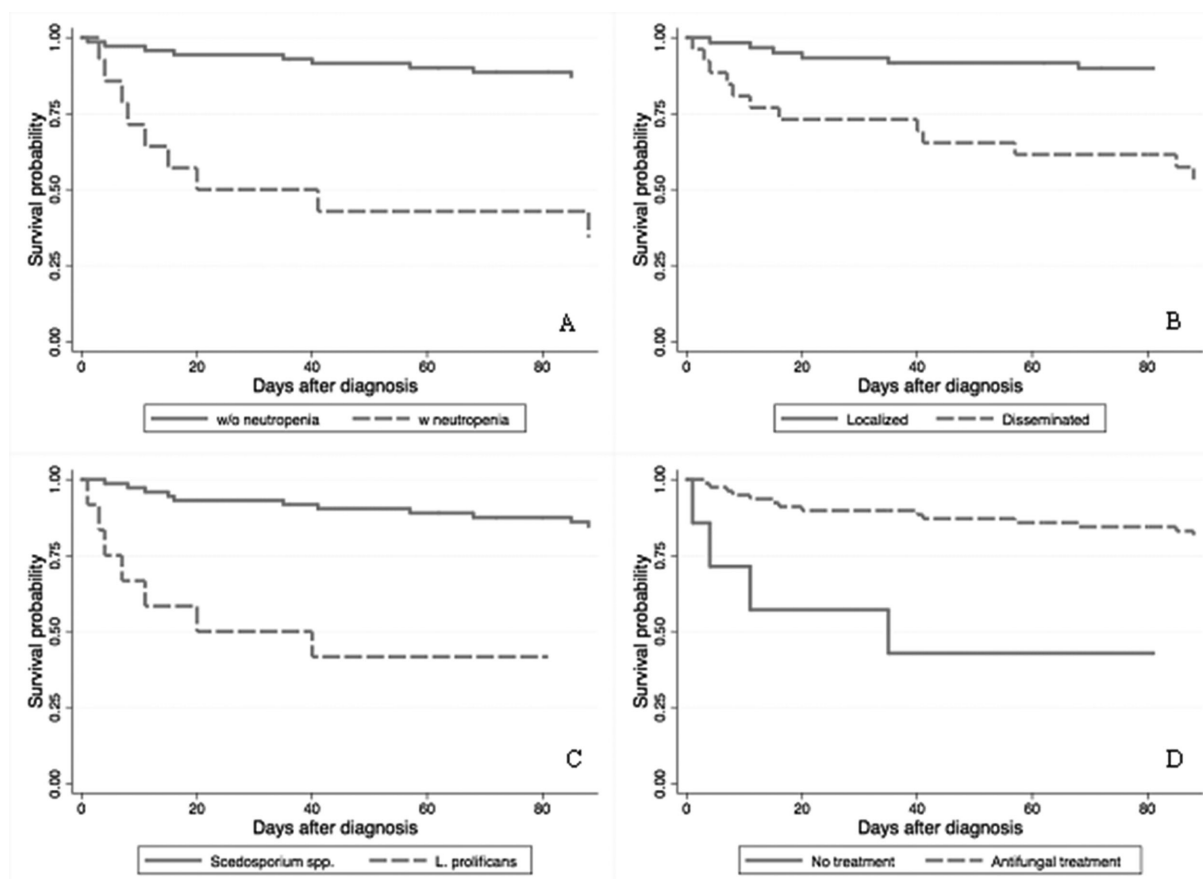 1.00
0.75
0.50
0.25
0.00
Survival probability
0 20 40 60 80
Days after diagnosis
w/o neutropenia w neutropenia
A
1.00
0.75
0.50
0.25
0.00
Survival probability
0 20 40 60 80
Days after diagnosis
Localized Disseminated
B
1.00
0.75
0.50
0.25
0.00
Survival probability
0 20 40 60 80
Days after diagnosis
Scedosporium spp. L. prolificans
C
1.00
0.75
0.50
0.25
0.00
Survival probability
0 20 40 60 80
Days after diagnosis
No treatment Antifungal treatment
D